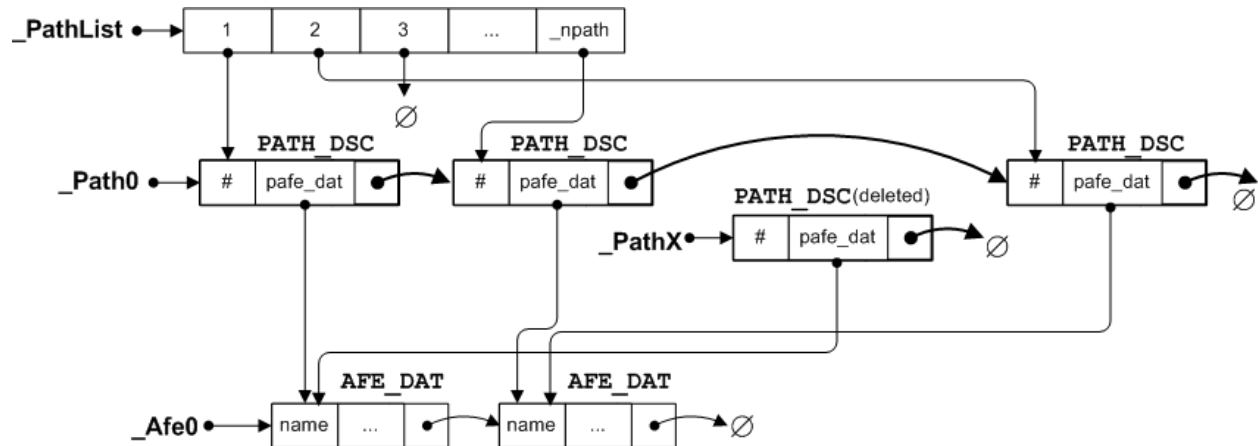 _PathList 1 2 3 ... _npath
∅
PATH_DSC PATH_DSC PATH_DSC
_Path0 # pafe_dat # pafe_dat # pafe_dat ∅
PATH_DSC(deleted)
_PathX # pafe_dat ∅
AFE_DAT AFE_DAT
_Afe0 name ... name ... ∅